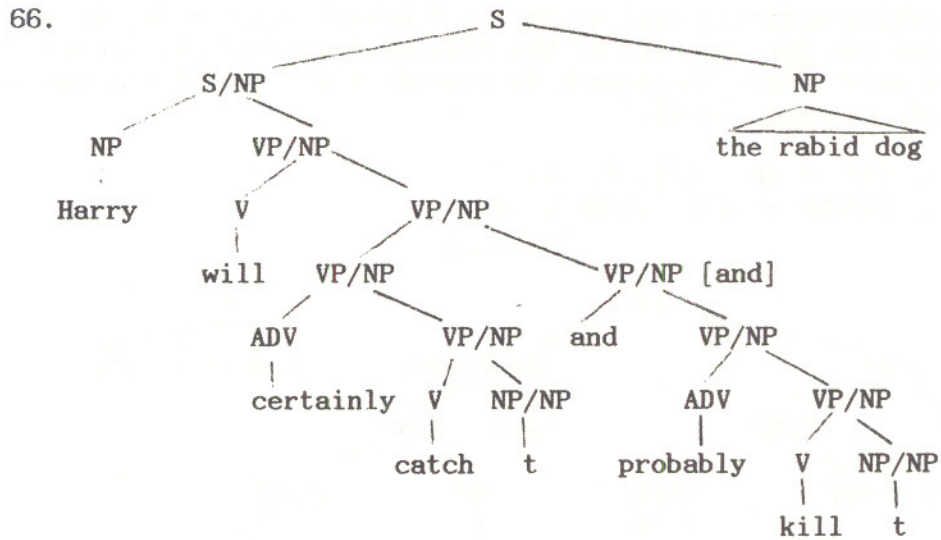 66. S
S/NP NP
NP VP/NP the rabid dog
Harry V VP/NP
will VP/NP VP/NP [and]
ADV VP/NP and VP/NP
certainly V NP/NP ADV VP/NP
catch t probably V NP/NP
kill t